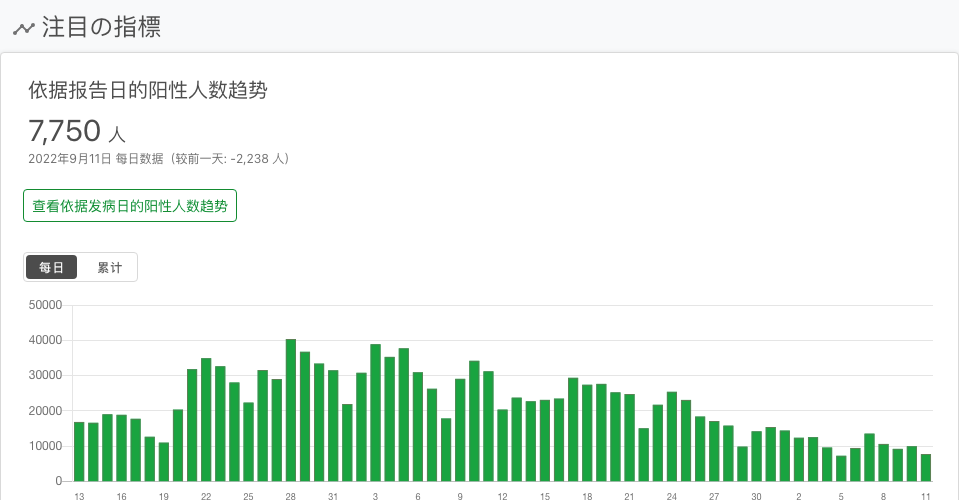 注目の指標
依据报告日的阳性人数趋势
7,750 人
2022年9月11日 每日数据（较前一天: -2,238 人）
查看依据发病日的阳性人数趋势
每日 累计
50000
40000
30000
20000
10000
0
13 16 19 22 25 28 31 3 6 9 12 15 18 21 24 27 30 2 5 8 11